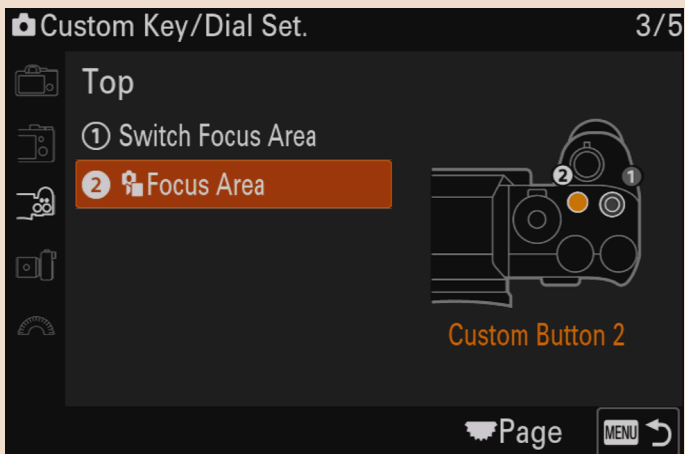 Custom Key/Dial Set.
3/5
Top
① Switch Focus Area
② Focus Area
② ①
Custom Button 2
Page
MENU